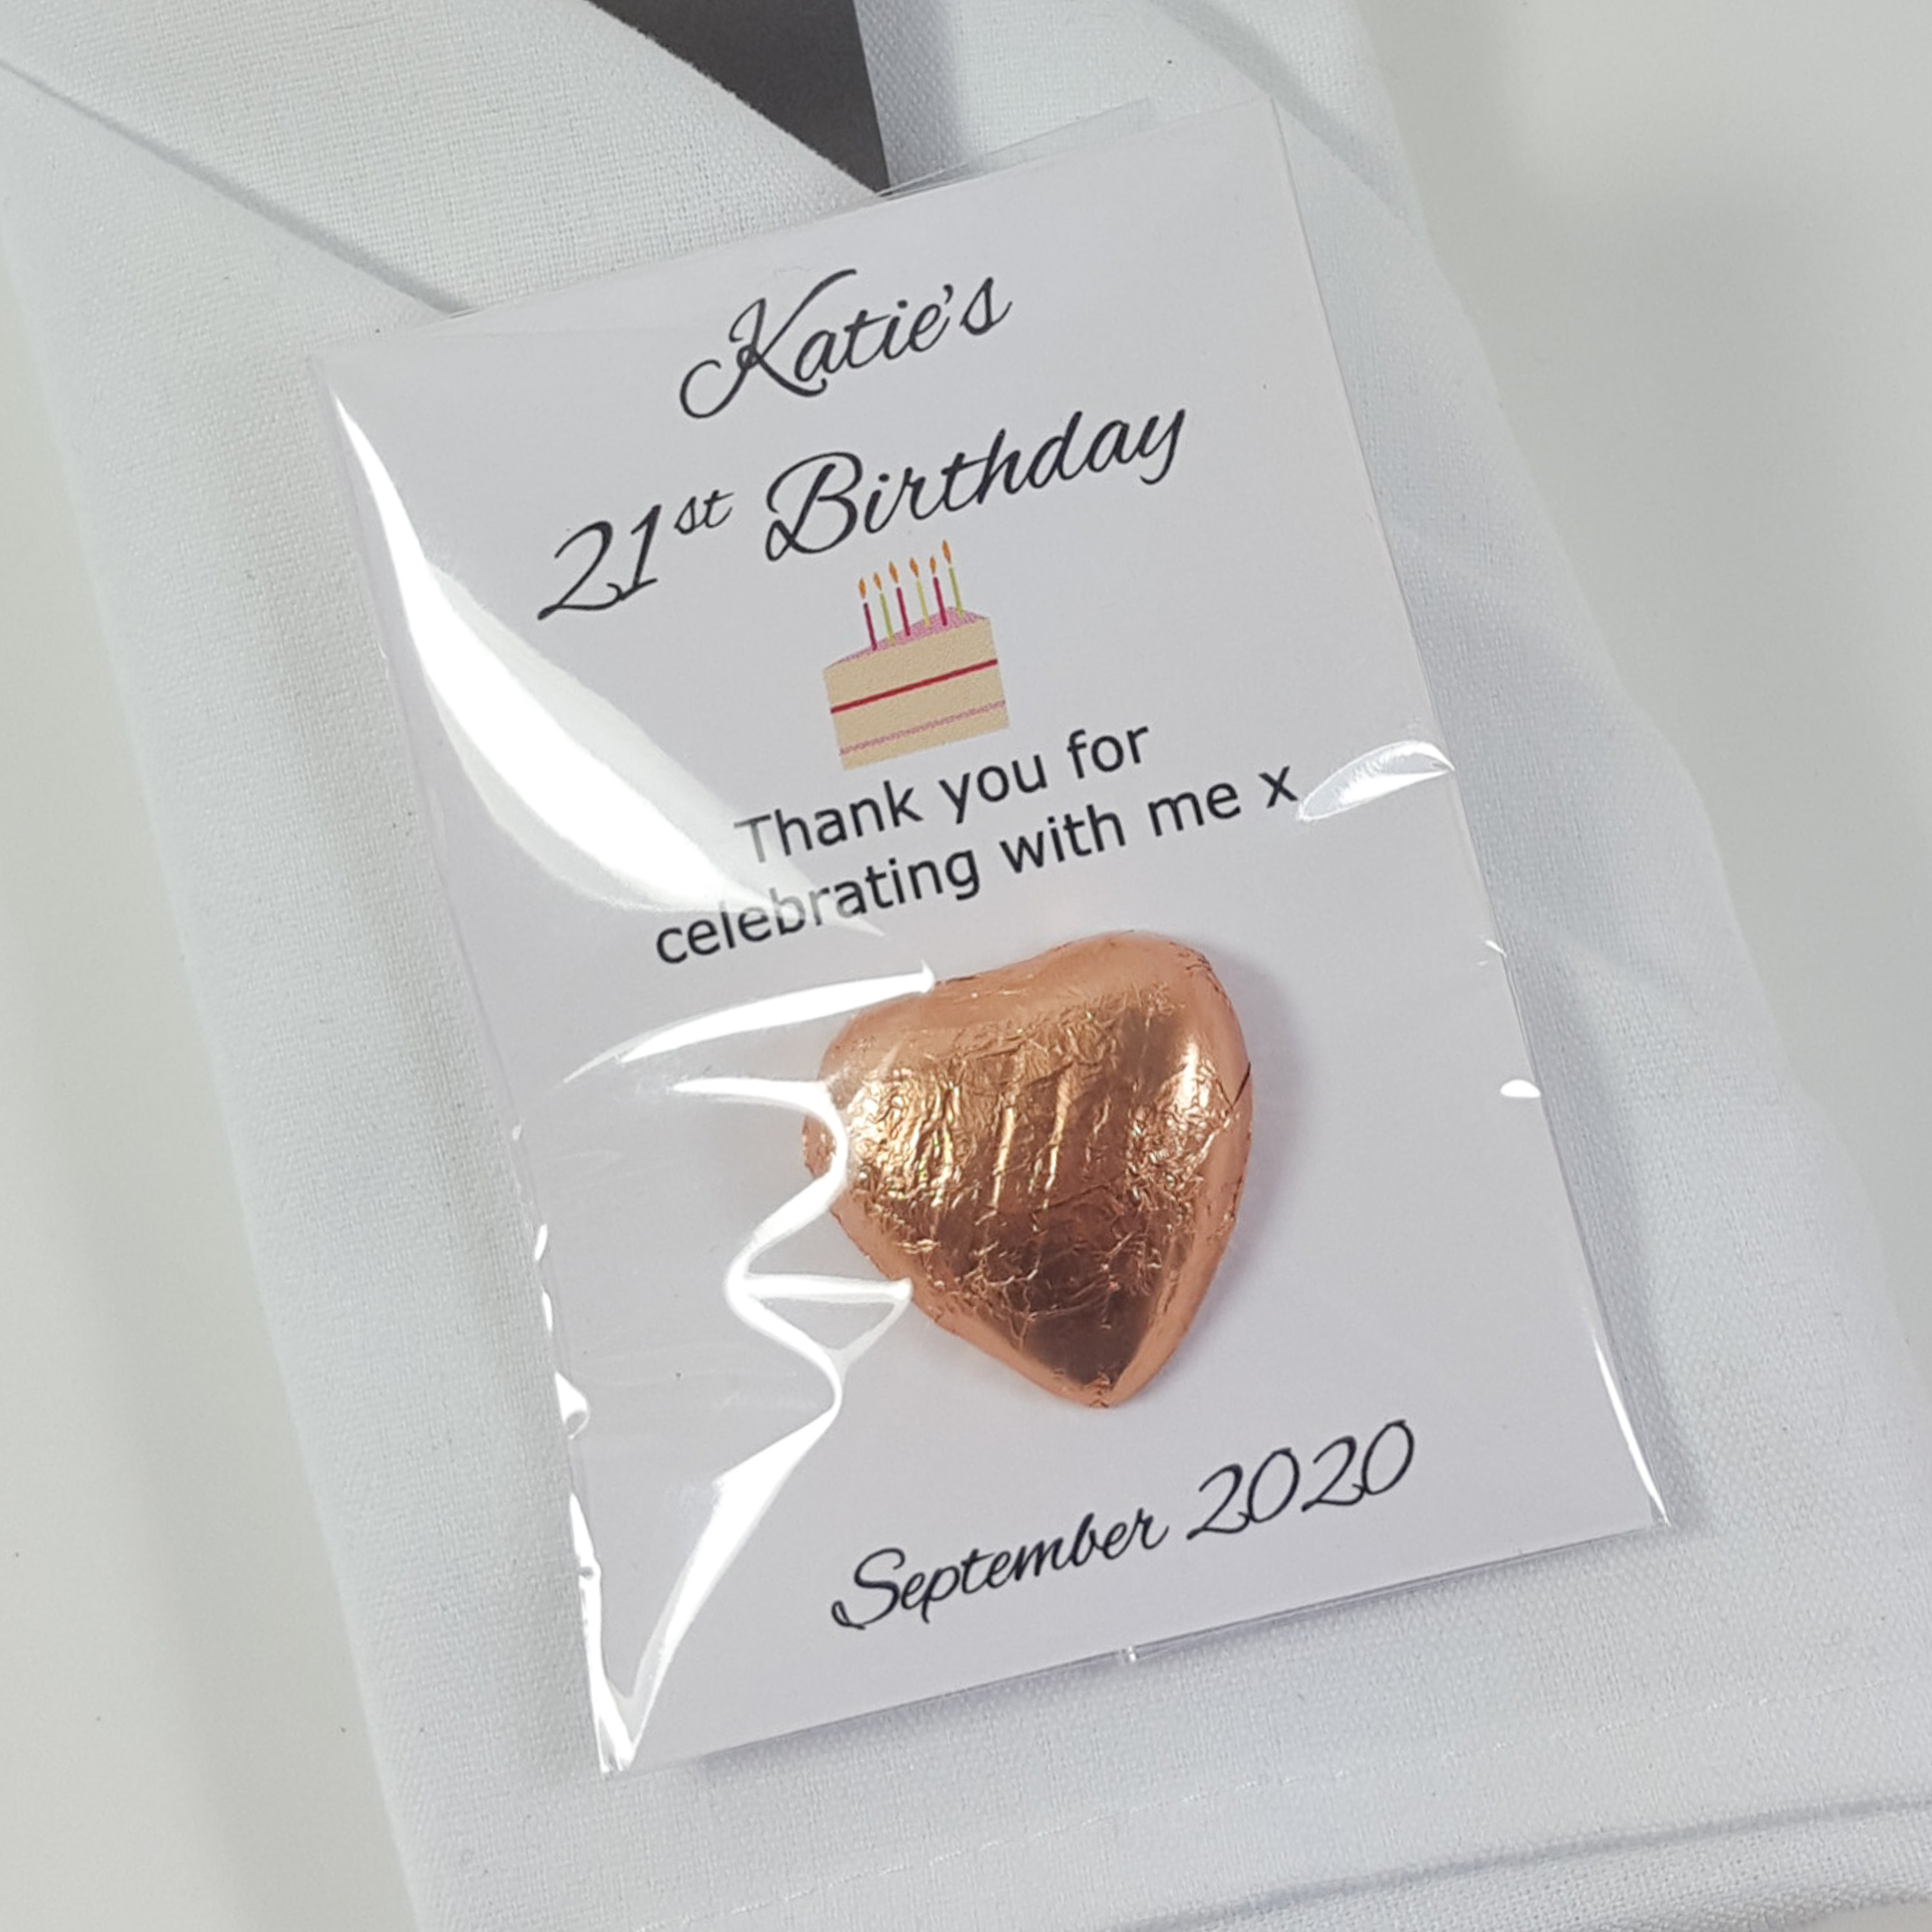 Katie's
21st Birthday
Thank you for
celebrating with me x
September 2020